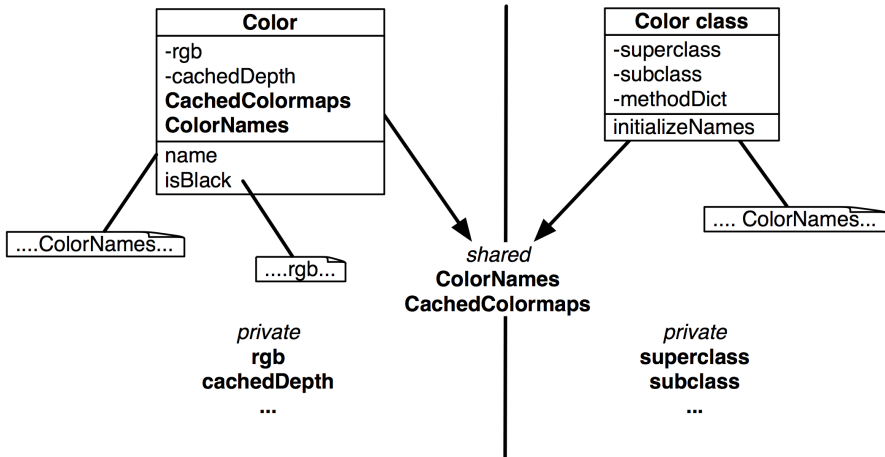 Color
-rgb
-cachedDepth
CachedColormaps
ColorNames
name
isBlack
....ColorNames...
....rgb...
private
rgb
cachedDepth
...
shared
ColorNames
CachedColormaps
Color class
-superclass
-subclass
-methodDict
initializeNames
.... ColorNames...
private
superclass
subclass
...